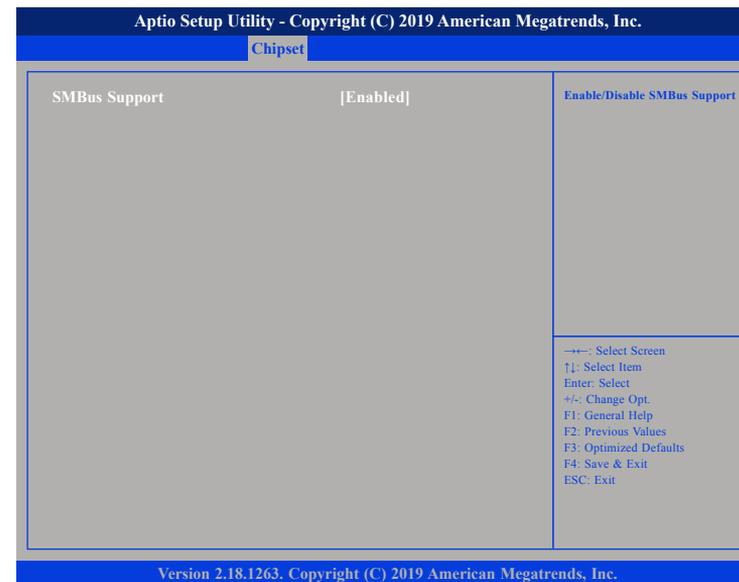 Aptio Setup Utility - Copyright (C) 2019 American Megatrends, Inc.
Chipset
SMBus Support [Enabled]
Enable/Disable SMBus Support
→←: Select Screen
↑↓: Select Item
Enter: Select
+/-: Change Opt.
F1: General Help
F2: Previous Values
F3: Optimized Defaults
F4: Save & Exit
ESC: Exit
Version 2.18.1263. Copyright (C) 2019 American Megatrends, Inc.